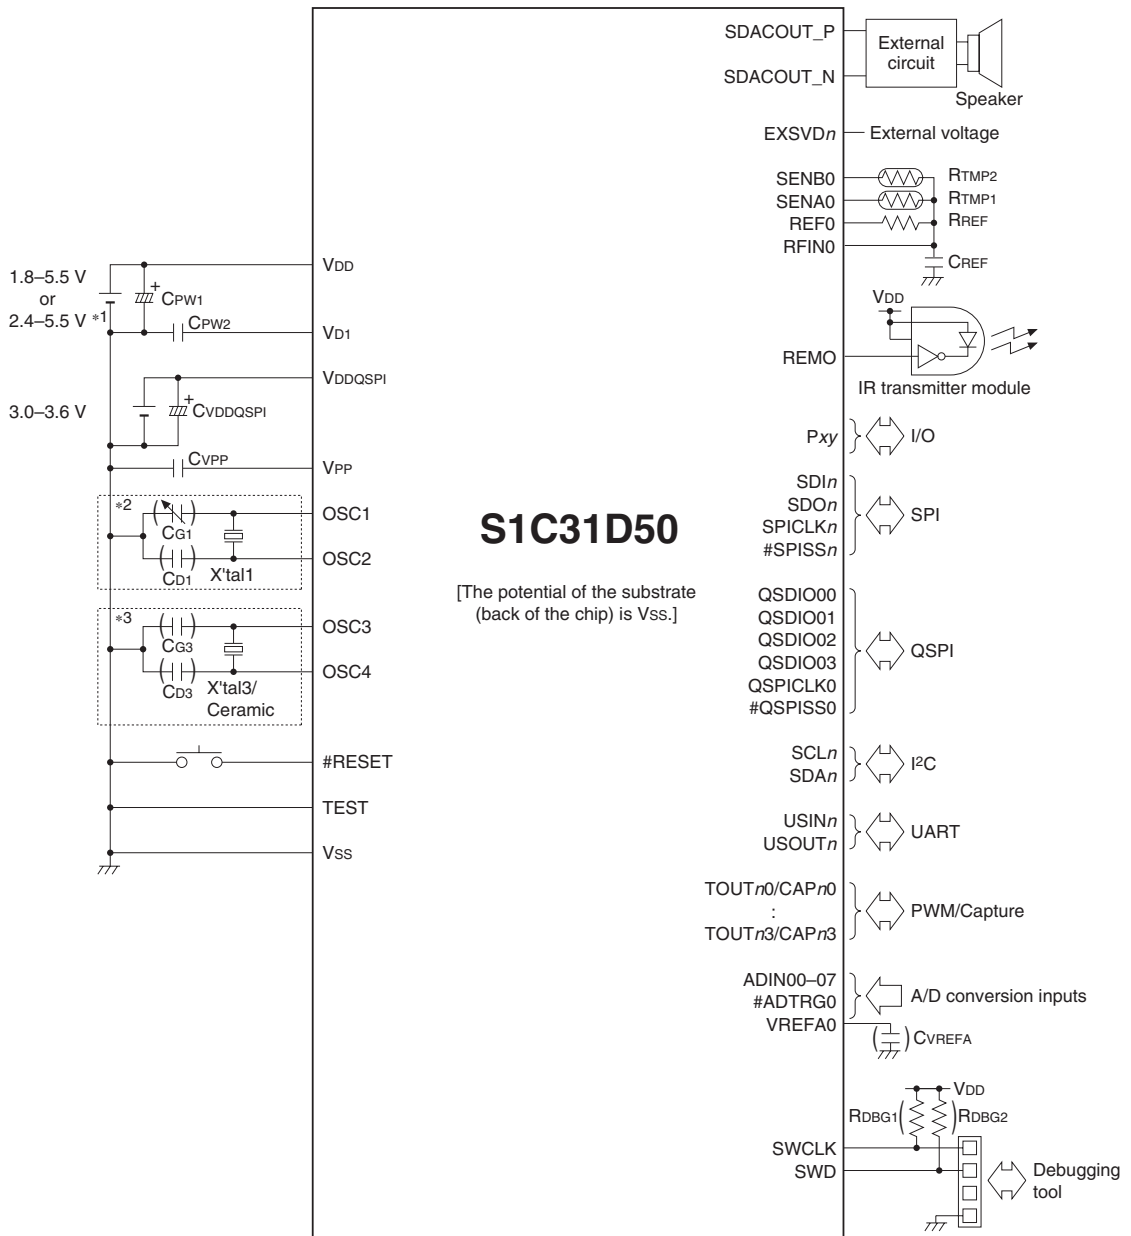 SDACOUT_P
External
circuit
SDACOUT_N
Speaker
EXSVDn
External voltage
SENB0
RTMP2
SENA0
RTMP1
REF0
RREF
RFIN0
CREF
VDD
REMO
IR transmitter module
1.8–5.5 V
or
2.4–5.5 V *1
+
CPW1
VDD
CPW2
VD1
VDDQSPI
3.0–3.6 V
+
CVDDQSPI
CVPP
VPP
*2
CG1
OSC1
CD1
X'tal1
OSC2
*3
CG3
OSC3
CD3
X'tal3/
Ceramic
OSC4
#RESET
TEST
VSS
S1C31D50
[The potential of the substrate
(back of the chip) is VSS.]
Pxy
I/O
SDIn
SDOn
SPICLKn
#SPISSn
SPI
QSDIO00
QSDIO01
QSDIO02
QSDIO03
QSPICLK0
#QSPISS0
QSPI
SCLn
SDAn
I²C
USINn
USOUTn
UART
TOUTn0/CAPn0
:
TOUTn3/CAPn3
PWM/Capture
ADIN00–07
#ADTRG0
A/D conversion inputs
VREFA0
CVREFA
VDD
RDBG1
RDBG2
SWCLK
SWD
Debugging
tool